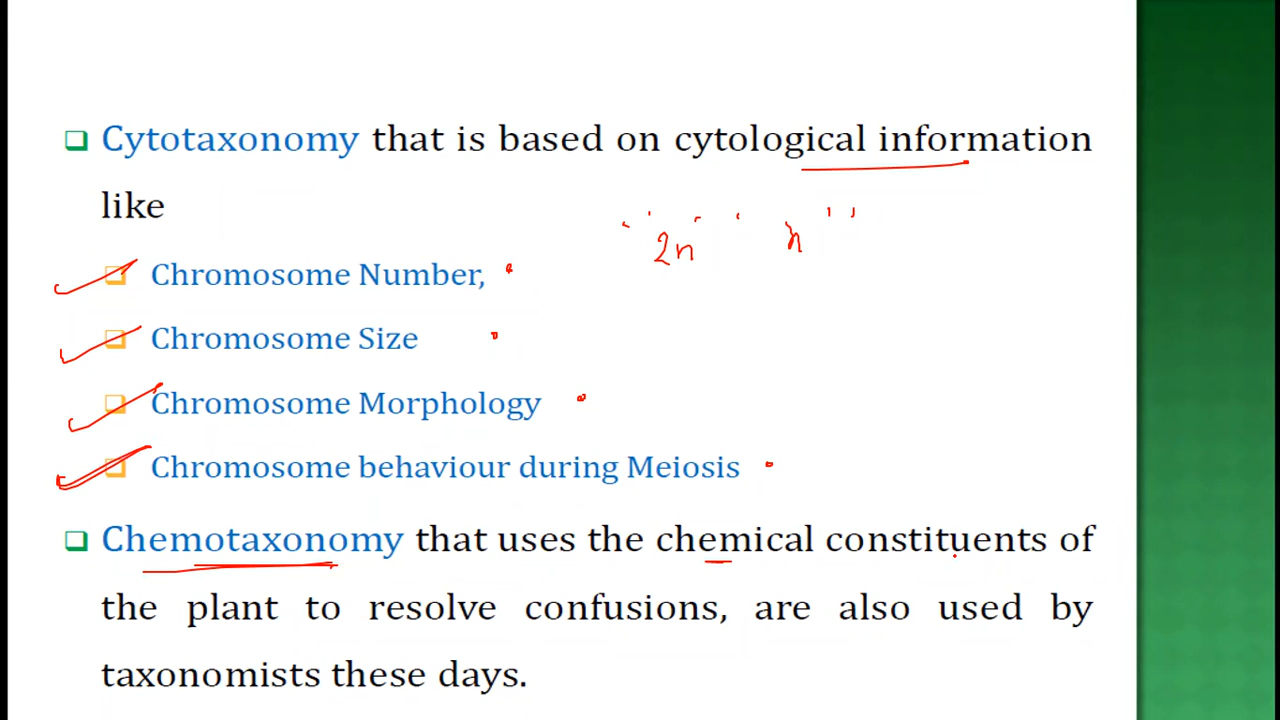 Cytotaxonomy that is based on cytological information
like
2n n
Chromosome Number,
Chromosome Size
Chromosome Morphology
Chromosome behaviour during Meiosis
Chemotaxonomy that uses the chemical constituents of
the plant to resolve confusions, are also used by
taxonomists these days.